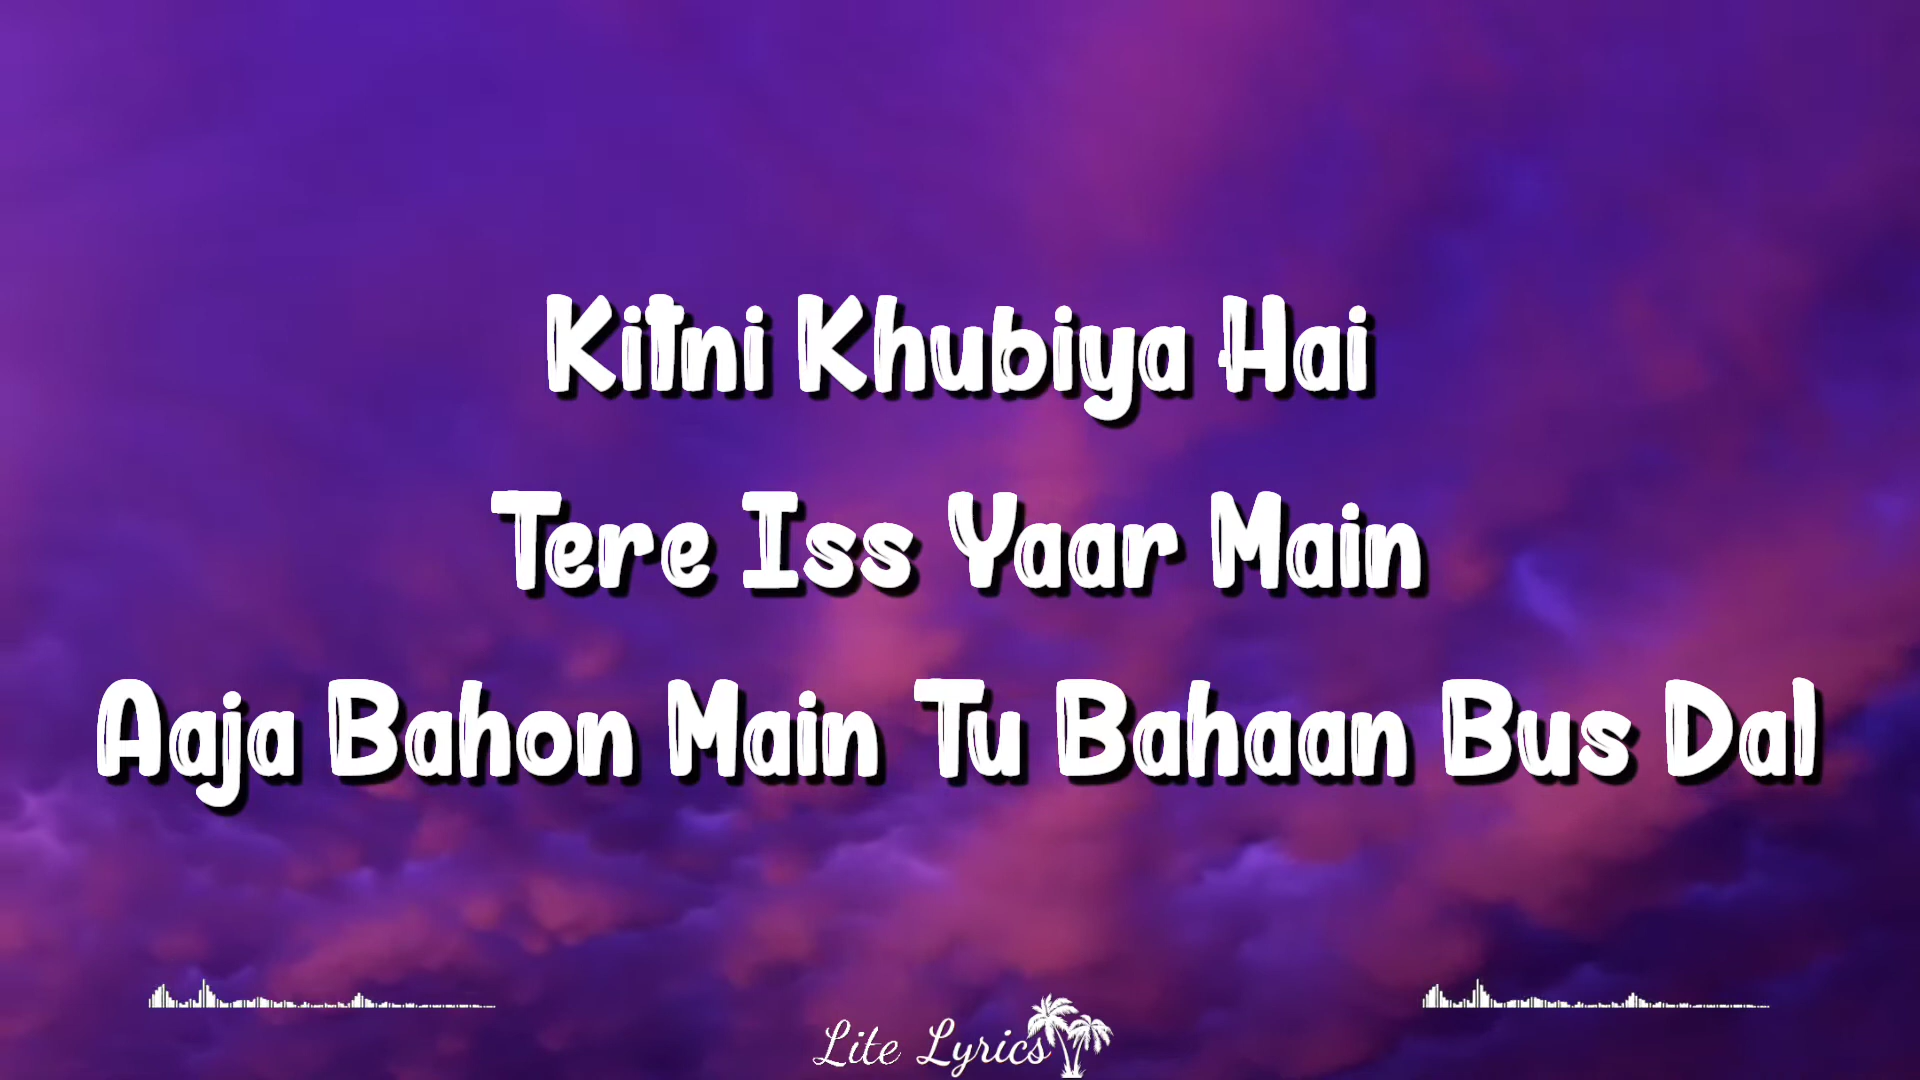 Kitni Khubiya Hai
Tere Iss Yaar Main
Aaja Bahon Main Tu Bahaan Bus Dal
Lite Lyrics